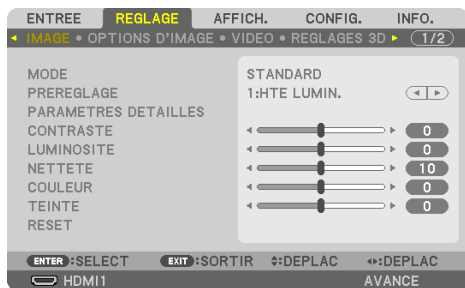 ENTREE REGLAGE AFFICH. CONFIG. INFO.
IMAGE • OPTIONS D'IMAGE • VIDEO • REGLAGES 3D 1/2
MODE STANDARD
PREREGLAGE 1:HTE LUMIN.
PARAMETRES DETAILLES
CONTRASTE 0
LUMINOSITE 0
NETTETE 10
COULEUR 0
TEINTE 0
RESET
ENTER :SELECT EXIT :SORTIR :DEPLAC :DEPLAC
HDMI1 AVANCE